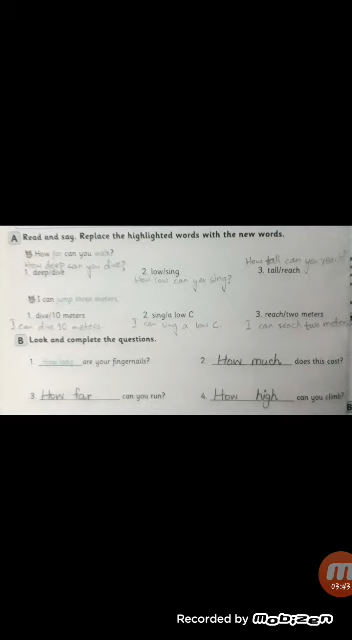 A Read and say. Replace the highlighted words with the new words.
How far can you walk?
How deep can you dive? How tall can you reach?
1. deep/dive 2. low/sing 3. tall/reach
How low can you sing?
I can jump three meters.
1. dive/10 meters 2. sing/a low C 3. reach/two meters
I can dive 10 meters I can sing a low C I can reach two meters
B Look and complete the questions.
1. How long are your fingernails? 2. How much does this cost?
3. How far can you run? 4. How high can you climb?
B
03:43
Recorded by mobizen